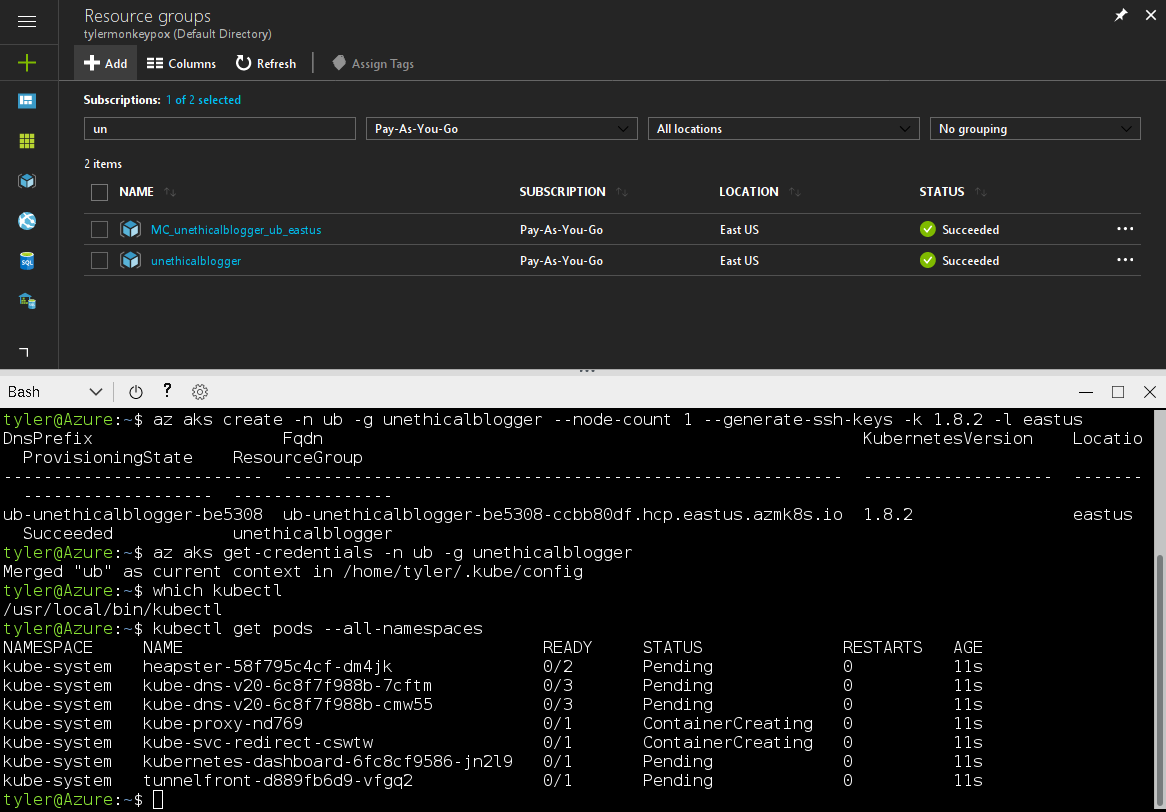 Resource groups
tylermonkeypox (Default Directory)
Add Columns Refresh Assign Tags
Subscriptions: 1 of 2 selected
un Pay-As-You-Go All locations No grouping
2 items
NAME SUBSCRIPTION LOCATION STATUS
MC_unethicalblogger_ub_eastus Pay-As-You-Go East US Succeeded
unethicalblogger Pay-As-You-Go East US Succeeded
SQL
Bash ?
tyler@Azure:~$ az aks create -n ub -g unethicalblogger --node-count 1 --generate-ssh-keys -k 1.8.2 -l eastus
DnsPrefix Fqdn KubernetesVersion Locatio
ProvisioningState ResourceGroup
-------------------------- -------------------------------------------------------- ------------------- -------
------------------- ----------------
ub-unethicalblogger-be5308 ub-unethicalblogger-be5308-ccbb80df.hcp.eastus.azmk8s.io 1.8.2 eastus
Succeeded unethicalblogger
tyler@Azure:~$ az aks get-credentials -n ub -g unethicalblogger
Merged "ub" as current context in /home/tyler/.kube/config
tyler@Azure:~$ which kubectl
/usr/local/bin/kubectl
tyler@Azure:~$ kubectl get pods --all-namespaces
NAMESPACE NAME READY STATUS RESTARTS AGE
kube-system heapster-58f795c4cf-dm4jk 0/2 Pending 0 11s
kube-system kube-dns-v20-6c8f7f988b-7cftm 0/3 Pending 0 11s
kube-system kube-dns-v20-6c8f7f988b-cmw55 0/3 Pending 0 11s
kube-system kube-proxy-nd769 0/1 ContainerCreating 0 11s
kube-system kube-svc-redirect-cswtw 0/1 ContainerCreating 0 11s
kube-system kubernetes-dashboard-6fc8cf9586-jn2l9 0/1 Pending 0 11s
kube-system tunnelfront-d889fb6d9-vfgq2 0/1 Pending 0 11s
tyler@Azure:~$